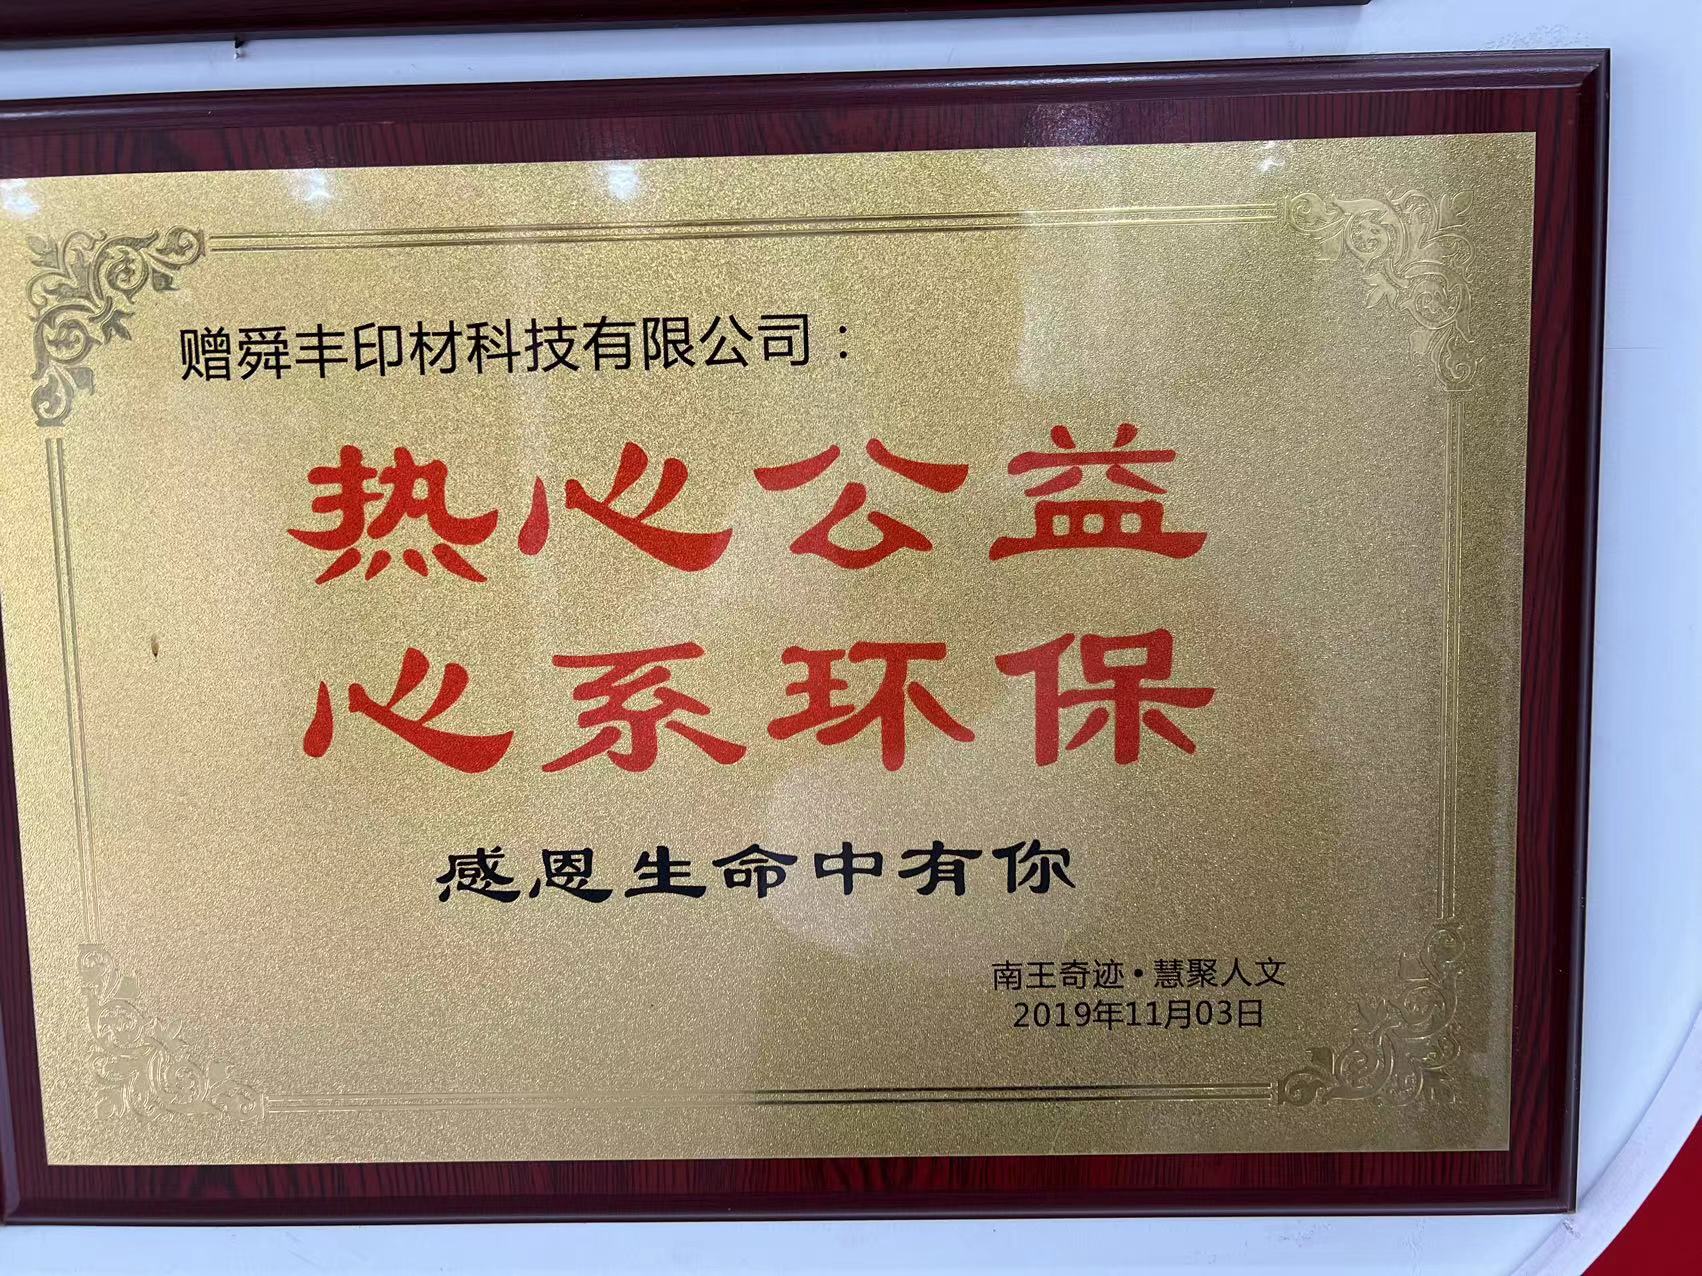 赠舜丰印材科技有限公司：
热心公益
心系环保
感恩生命中有你
南王奇迹•慧聚人文
2019年11月03日